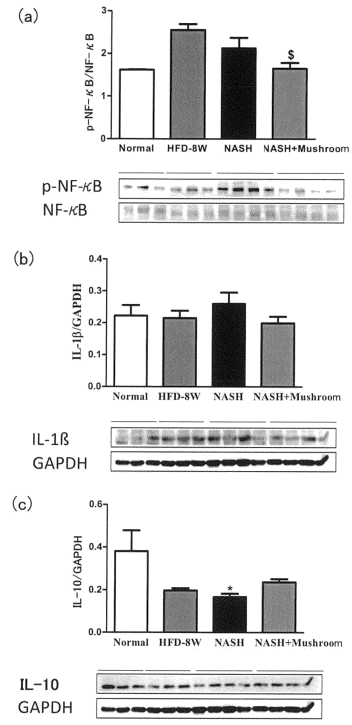 (a)
p-NF-κB/NF-κB
3
2
1
0
$
Normal HFD-8W NASH NASH+Mushroom
p-NF-κB
NF-κB
(b)
IL-1β/GAPDH
0.4
0.3
0.2
0.1
0.0
Normal HFD-8W NASH NASH+Mushroom
IL-1ß
GAPDH
(c)
IL-10/GAPDH
0.6
0.4
0.2
0.0
*
Normal HFD-8W NASH NASH+Mushroom
IL-10
GAPDH